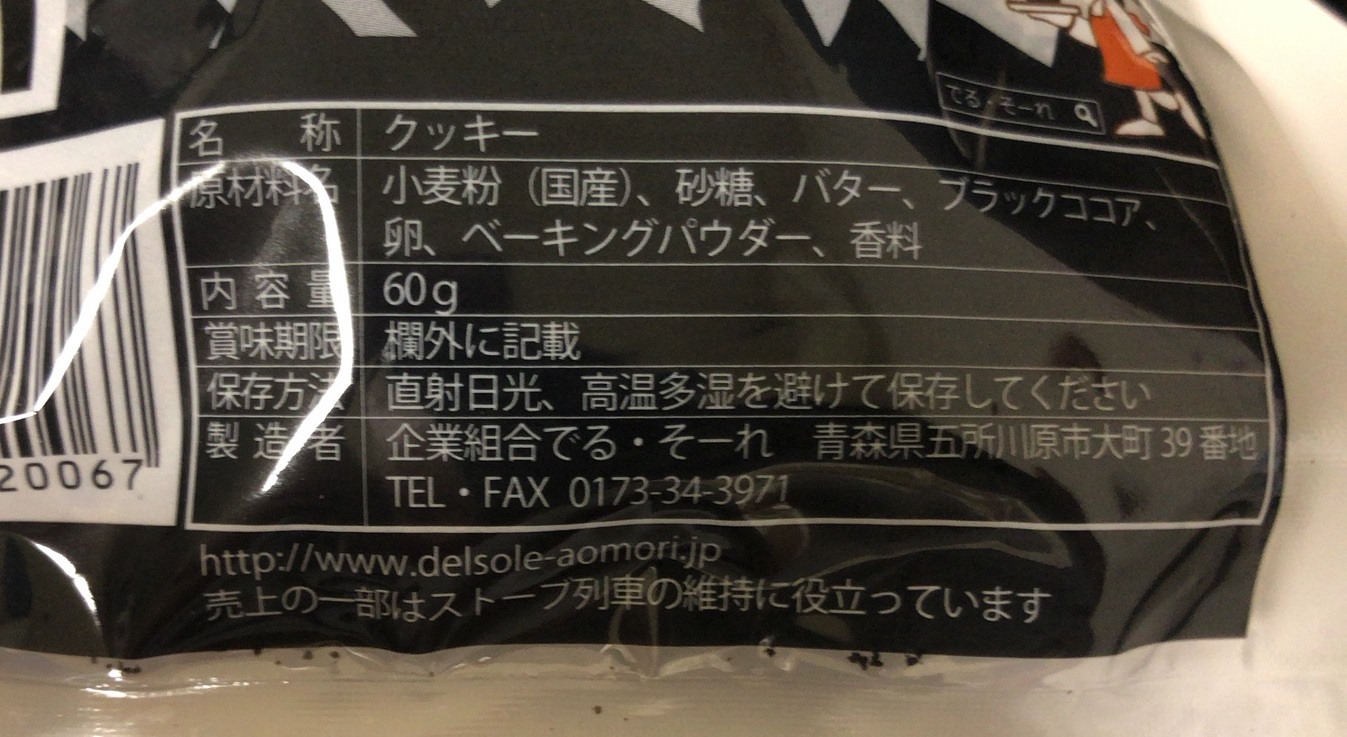 でる・そーれ
名称 クッキー
原材料名 小麦粉（国産）、砂糖、バター、ブラックココア、
卵、ベーキングパウダー、香料
内容量 60g
賞味期限 欄外に記載
保存方法 直射日光、高温多湿を避けて保存してください
製造者 企業組合でる・そーれ 青森県五所川原市大町39番地
TEL・FAX 0173-34-3971
20067
http://www.delsole-aomori.jp
売上の一部はストーブ列車の維持に役立っています